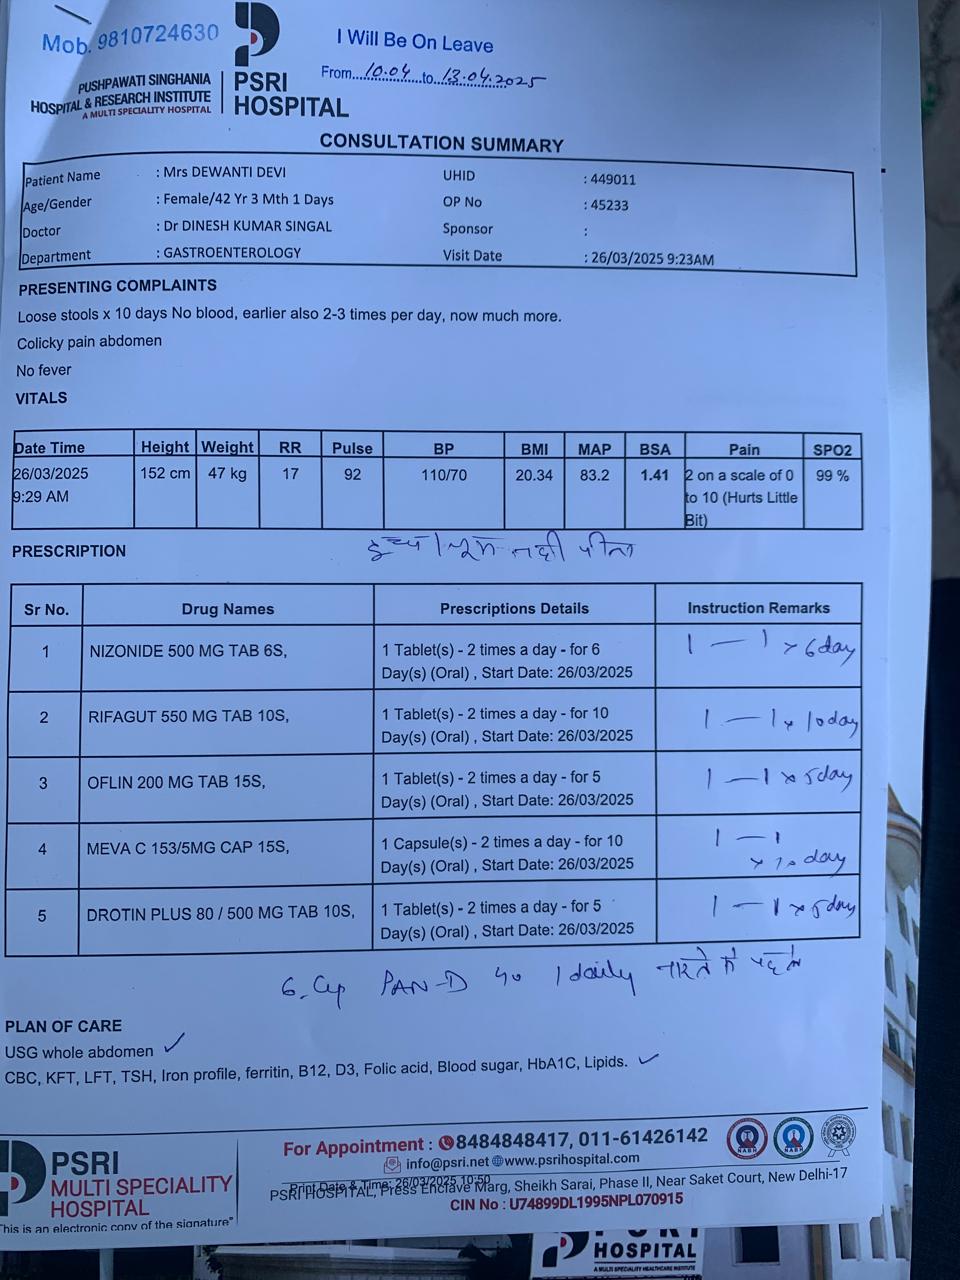 Mob. 9810724630
I Will Be On Leave
From...10.04...to...13.04.2025
PUSHPAWATI SINGHANIA
HOSPITAL & RESEARCH INSTITUTE
A MULTI SPECIALITY HOSPITAL
PSRI
HOSPITAL
CONSULTATION SUMMARY
Patient Name : Mrs DEWANTI DEVI UHID : 449011
Age/Gender : Female/42 Yr 3 Mth 1 Days OP No : 45233
Doctor : Dr DINESH KUMAR SINGAL Sponsor :
Department : GASTROENTEROLOGY Visit Date : 26/03/2025 9:23AM
PRESENTING COMPLAINTS
Loose stools x 10 days No blood, earlier also 2-3 times per day, now much more.
Colicky pain abdomen
No fever
VITALS
Date Time Height Weight RR Pulse BP BMI MAP BSA Pain SPO2
26/03/2025 152 cm 47 kg 17 92 110/70 20.34 83.2 1.41 2 on a scale of 0 99 %
9:29 AM to 10 (Hurts Little
Bit)
नही पीना
PRESCRIPTION
Sr No. Drug Names Prescriptions Details Instruction Remarks
1 NIZONIDE 500 MG TAB 6S, 1 Tablet(s) - 2 times a day - for 6 1 — 1 x 6day
Day(s) (Oral) , Start Date: 26/03/2025
2 RIFAGUT 550 MG TAB 10S, 1 Tablet(s) - 2 times a day - for 10 1 — 1 x 10day
Day(s) (Oral) , Start Date: 26/03/2025
3 OFLIN 200 MG TAB 15S, 1 Tablet(s) - 2 times a day - for 5 1 — 1 x 5day
Day(s) (Oral) , Start Date: 26/03/2025
4 MEVA C 153/5MG CAP 15S, 1 Capsule(s) - 2 times a day - for 10 1 — 1
Day(s) (Oral) , Start Date: 26/03/2025 x 10 day
5 DROTIN PLUS 80 / 500 MG TAB 10S, 1 Tablet(s) - 2 times a day - for 5 1 — 1 x 5day
Day(s) (Oral) , Start Date: 26/03/2025
6. Cap PAN-D 40 1 daily नाश्ते से पहले
PLAN OF CARE
USG whole abdomen ✓
CBC, KFT, LFT, TSH, Iron profile, ferritin, B12, D3, Folic acid, Blood sugar, HbA1C, Lipids. ✓
PSRI
MULTI SPECIALITY
HOSPITAL
For Appointment : 8484848417, 011-61426142
info@psri.net www.psrihospital.com
Print Date & Time: 26/03/2025 10:50
PSRI HOSPITAL, Press Enclave Marg, Sheikh Sarai, Phase II, Near Saket Court, New Delhi-17
CIN No : U74899DL1995NPL070915
NABH
NABH
This is an electronic copy of the signature"
PSRI
HOSPITAL
A MULTI SPECIALITY HEALTHCARE INSTITUTE